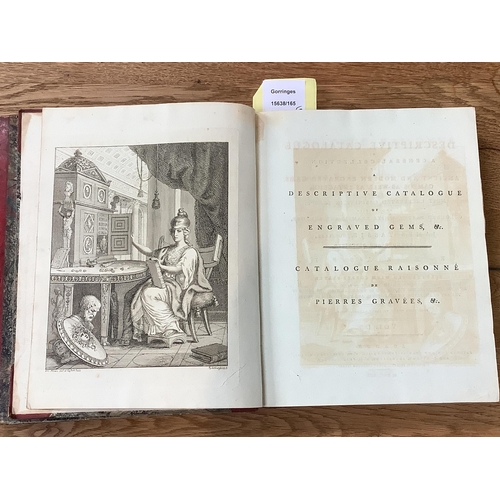 Gorringes
15638/165
A
DESCRIPTIVE CATALOGUE
OF
ENGRAVED GEMS, &c.
CATALOGUE RAISONNÉ
DE
PIERRES GRAVÉES, &c.